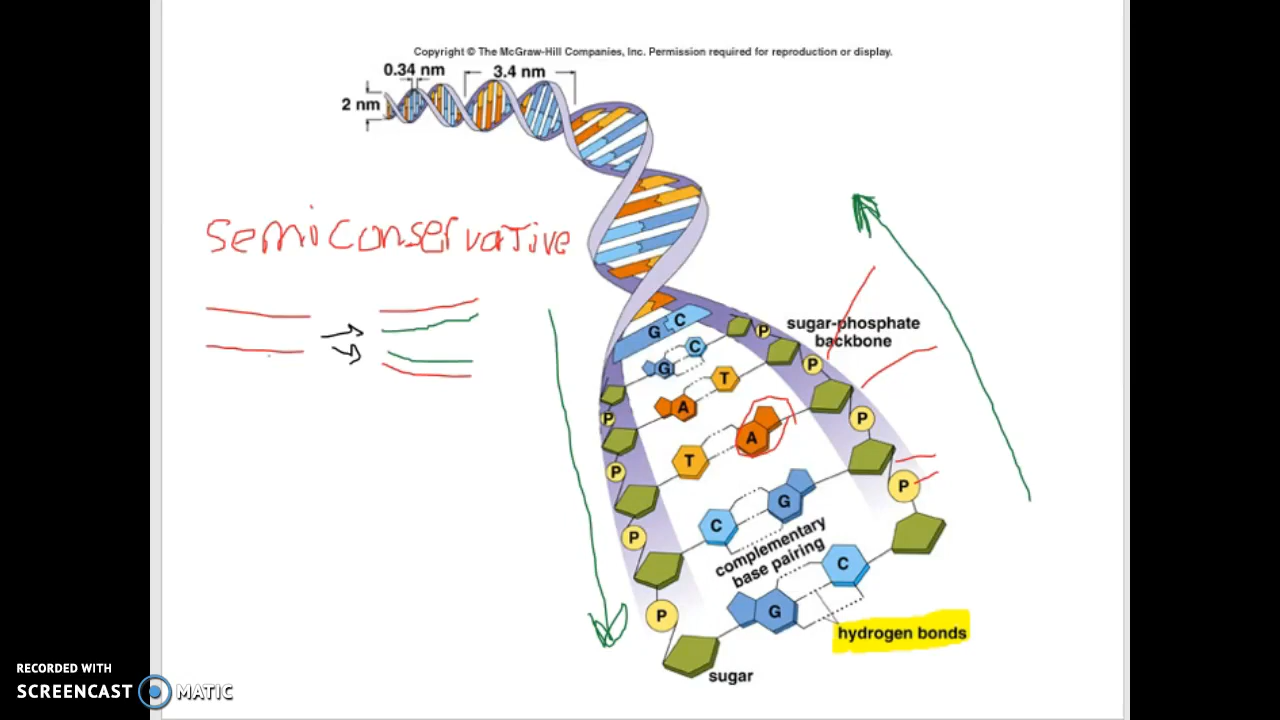 Copyright © The McGraw-Hill Companies, Inc. Permission required for reproduction or display.
0.34 nm
3.4 nm
2 nm
semiconservative
G C
P
sugar-phosphate
backbone
G C
P
A T
P
P
T A
P
P
C G
P
P
complementary
base pairing
C
P
G
hydrogen bonds
sugar
RECORDED WITH
SCREENCAST MATIC